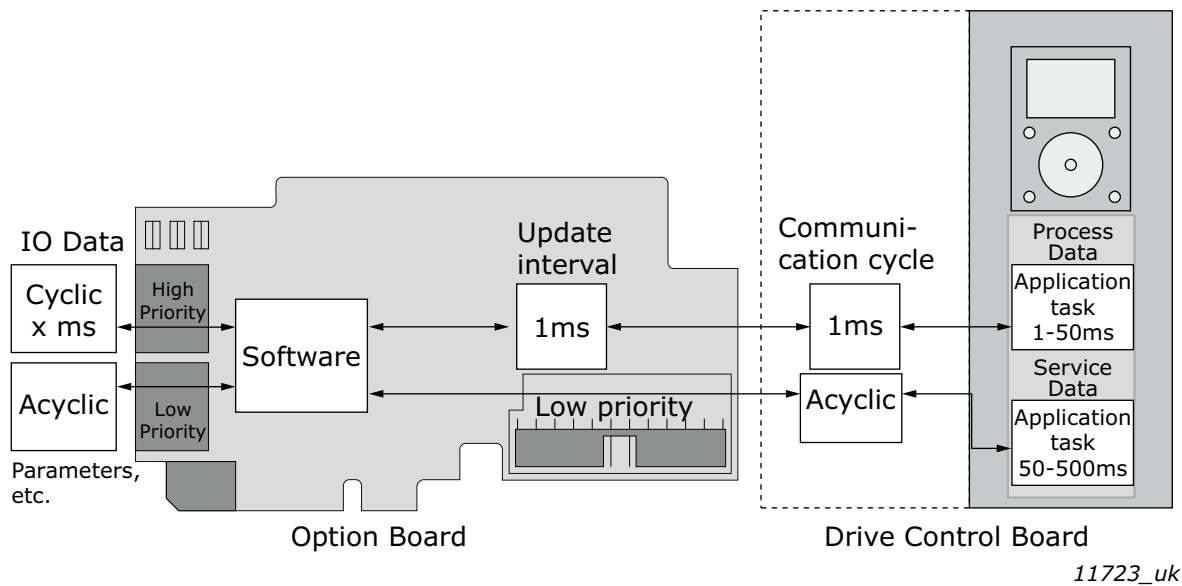 IO Data
Cyclic
x ms
Acyclic
Parameters,
etc.
High
Priority
Low
Priority
Software
Update
interval
1ms
Low priority
Option Board
Communi-
cation cycle
1ms
Acyclic
Process
Data
Application
task
1-50ms
Service
Data
Application
task
50-500ms
Drive Control Board
11723_uk